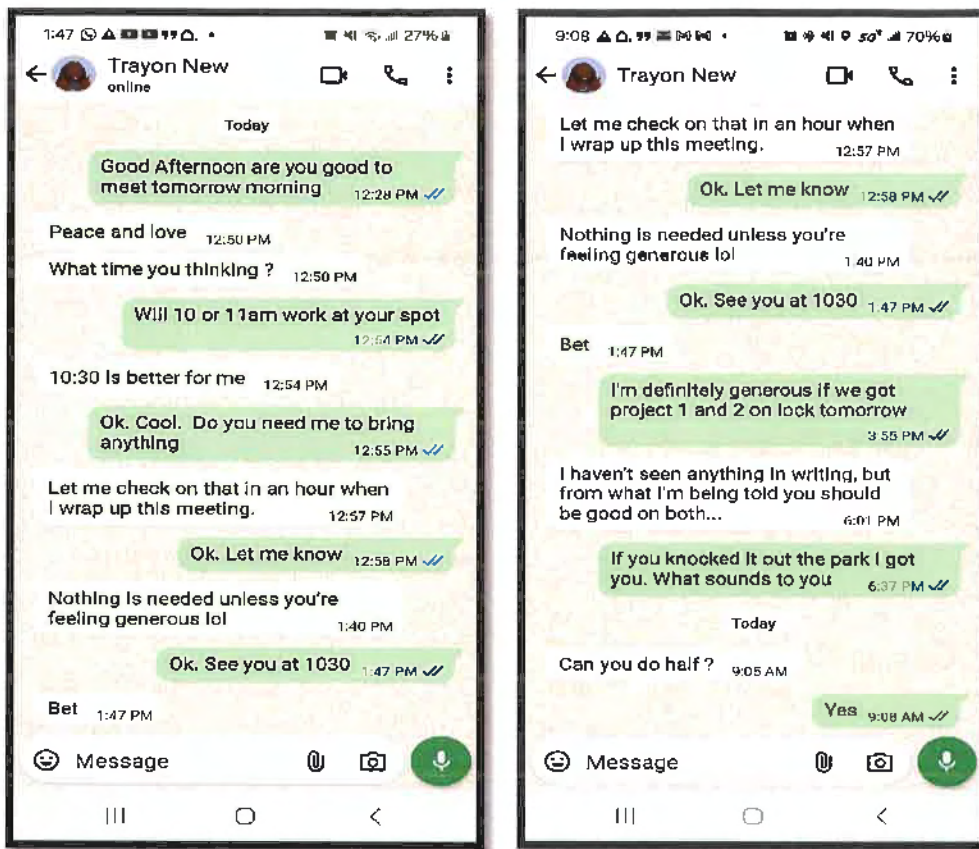 1:47
27%
Trayon New
online
Today
Good Afternoon are you good to
meet tomorrow morning 12:28 PM
Peace and love 12:50 PM
What time you thinking ? 12:50 PM
Will 10 or 11am work at your spot
12:54 PM
10:30 is better for me 12:54 PM
Ok. Cool. Do you need me to bring
anything 12:55 PM
Let me check on that in an hour when
I wrap up this meeting. 12:57 PM
Ok. Let me know 12:58 PM
Nothing is needed unless you're
feeling generous lol 1:40 PM
Ok. See you at 1030 1:47 PM
Bet 1:47 PM
Message
9:08
5G 70%
Trayon New
Let me check on that in an hour when
I wrap up this meeting. 12:57 PM
Ok. Let me know 12:58 PM
Nothing is needed unless you're
feeling generous lol 1:40 PM
Ok. See you at 1030 1:47 PM
Bet 1:47 PM
I'm definitely generous if we got
project 1 and 2 on lock tomorrow
3:55 PM
I haven't seen anything in writing, but
from what I'm being told you should
be good on both... 6:01 PM
If you knocked it out the park I got
you. What sounds to you 6:37 PM
Today
Can you do half ? 9:05 AM
Yes 9:08 AM
Message